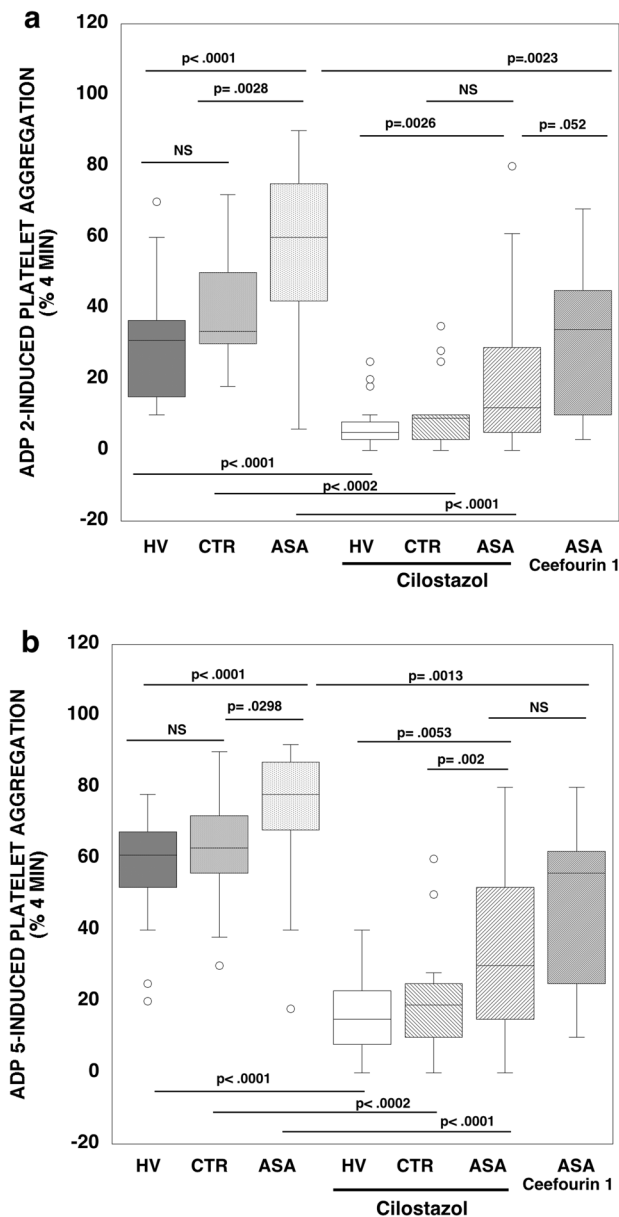 a
ADP 2-INDUCED PLATELET AGGREGATION
(% 4 MIN)
120
100
80
60
40
20
0
-20
p< .0001
p=.0023
p= .0028
NS
p=.0026
p= .052
NS
p< .0001
p< .0002
p< .0001
HV CTR ASA HV CTR ASA ASA
Ceefourin 1
Cilostazol
b
ADP 5-INDUCED PLATELET AGGREGATION
(% 4 MIN)
120
100
80
60
40
20
0
-20
p< .0001
p= .0013
p= .0298
NS
NS
p= .0053
p= .002
p< .0001
p< .0002
p< .0001
HV CTR ASA HV CTR ASA ASA
Ceefourin 1
Cilostazol